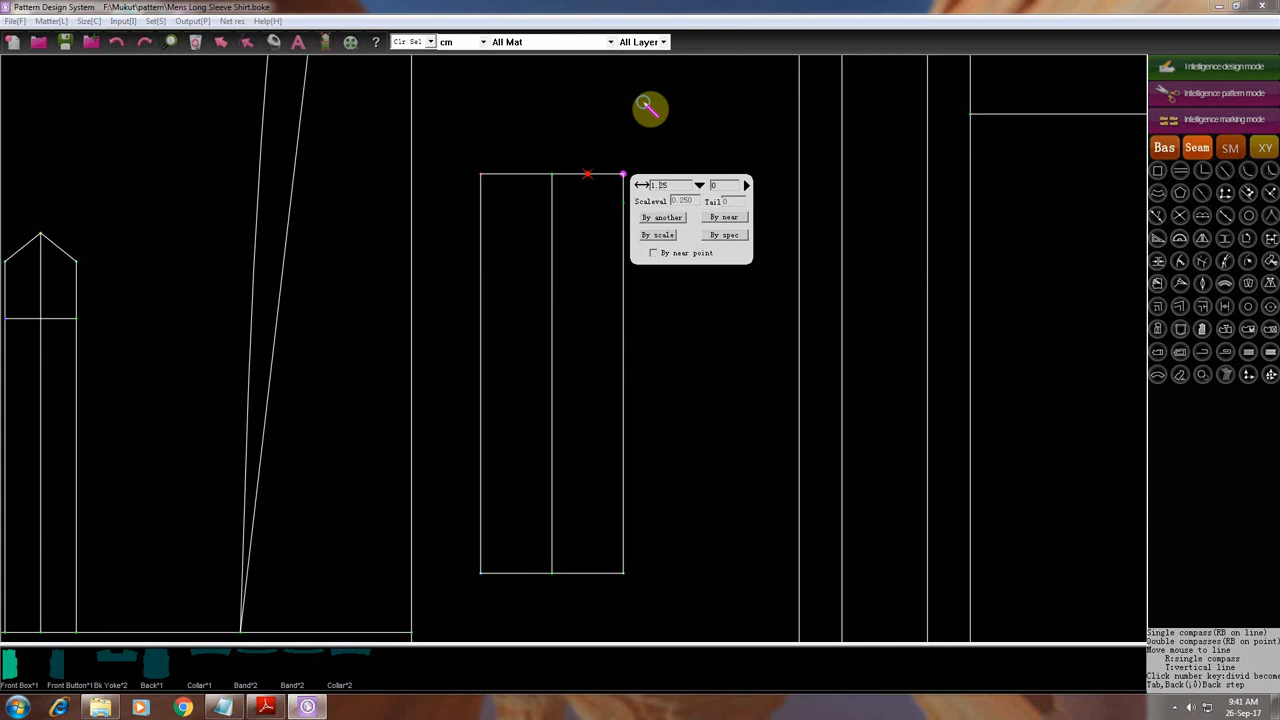 Pattern Design System F:\Mukut\pattern\Mens Long Sleeve Shirt.boke
File[F] Matter[L] Size[C] Input[I] Set[S] Output[P] Net res Help[H]
Clr Sel cm All Mat All Layer
Intelligence design mode
Intelligence pattern mode
Intelligence marking mode
Bas Seam SM XY
1.25 0
Scaleval 0.250 Tail 0
By another By near
By scale By spec
By near point
Single compass(RB on line)
Double compasses(RB on point)
Move mouse to line
R:single compass
T:vertical line
Click number key:divid become
Tab,Back(;0)Back step
Front Box*1 Front Button*1 Bk Yoke*2 Back*1 Collar*1 Band*2 Band*2 Collar*2
9:41 AM
26-Sep-17